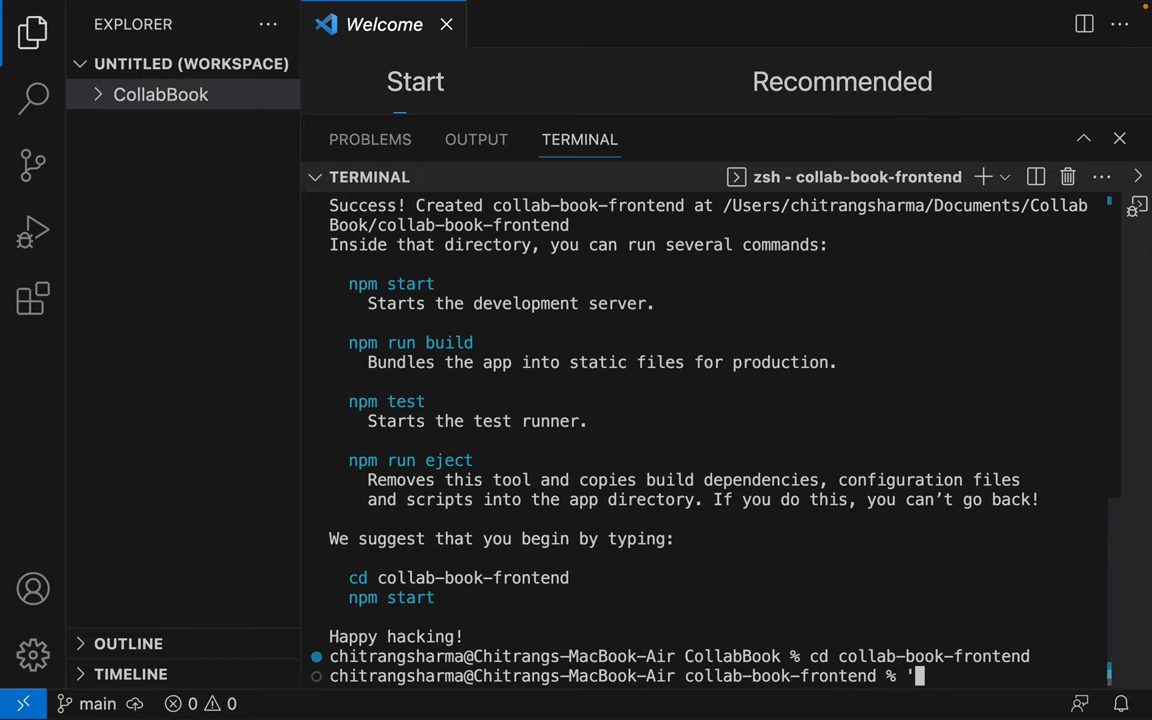 EXPLORER
Welcome
UNTITLED (WORKSPACE)
CollabBook
Start
Recommended
PROBLEMS OUTPUT TERMINAL
TERMINAL
zsh - collab-book-frontend
Success! Created collab-book-frontend at /Users/chitrangsharma/Documents/Collab
Book/collab-book-frontend
Inside that directory, you can run several commands:
npm start
Starts the development server.
npm run build
Bundles the app into static files for production.
npm test
Starts the test runner.
npm run eject
Removes this tool and copies build dependencies, configuration files
and scripts into the app directory. If you do this, you can’t go back!
We suggest that you begin by typing:
cd collab-book-frontend
npm start
Happy hacking!
chitrangsharma@Chitrangs-MacBook-Air CollabBook % cd collab-book-frontend
chitrangsharma@Chitrangs-MacBook-Air collab-book-frontend % '
OUTLINE
TIMELINE
main 0 0